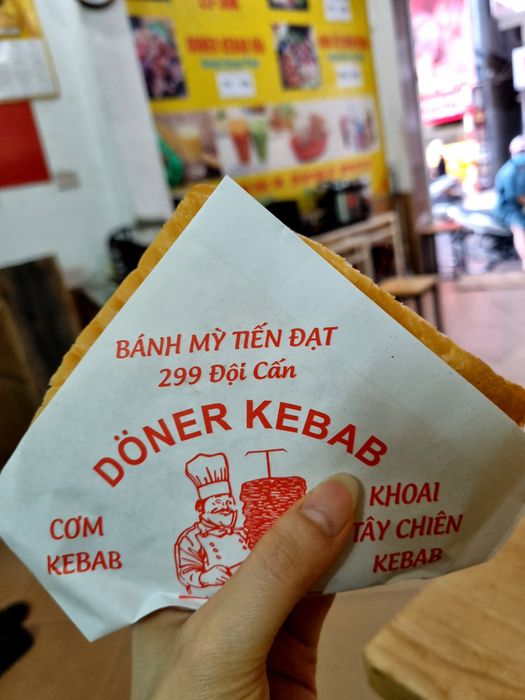 BÁNH MỲ TIẾN ĐẠT
299 Đội Cấn
DÖNER KEBAB
CƠM
KEBAB
KHOAI
TÂY CHIÊN
KEBAB